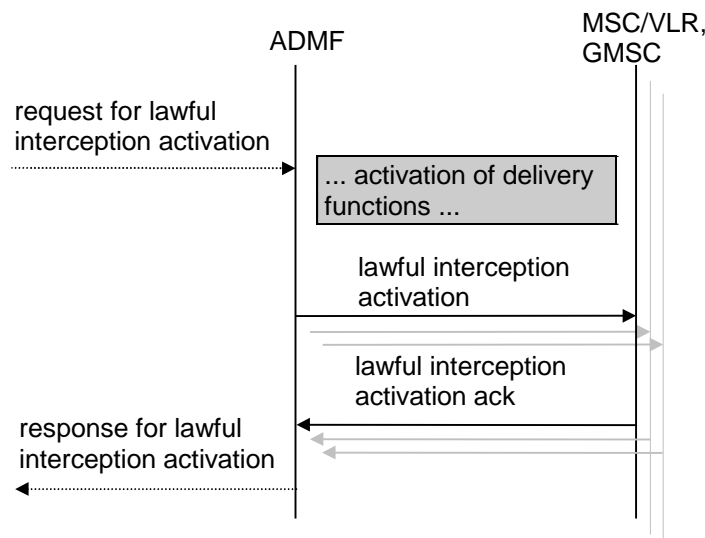 MSC/VLR,
GMSC
ADMF
request for lawful
interception activation
... activation of delivery
functions ...
lawful interception
activation
lawful interception
activation ack
response for lawful
interception activation